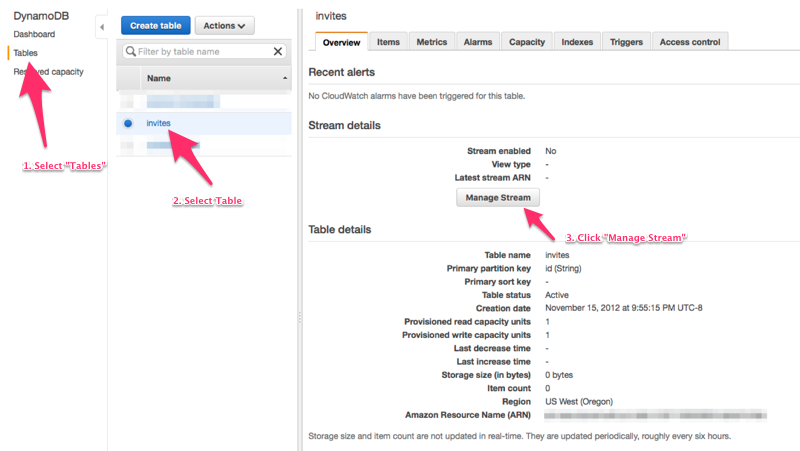 DynamoDB
Dashboard
Tables
Reserved capacity
1. Select "Tables"
Create table
Actions
Filter by table name
Name
invites
2. Select Table
invites
Overview
Items
Metrics
Alarms
Capacity
Indexes
Triggers
Access control
Recent alerts
No CloudWatch alarms have been triggered for this table.
Stream details
Stream enabled No
View type -
Latest stream ARN -
Manage Stream
3. Click "Manage Stream"
Table details
Table name invites
Primary partition key id (String)
Primary sort key -
Table status Active
Creation date November 15, 2012 at 9:55:15 PM UTC-8
Provisioned read capacity units 1
Provisioned write capacity units 1
Last decrease time -
Last increase time -
Storage size (in bytes) 0 bytes
Item count 0
Region US West (Oregon)
Amazon Resource Name (ARN)
Storage size and item count are not updated in real-time. They are updated periodically, roughly every six hours.